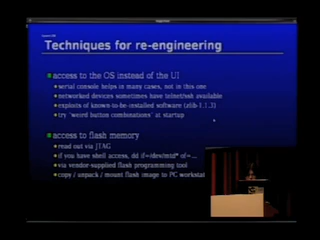 Techniques for re-engineering
access to the OS instead of the UI
serial console helps in many cases, not in this one
networked devices sometimes have telnet/ssh available
exploits of known-to-be-installed software (zlib-1.1.3)
try 'weird button combinations' at startup
access to flash memory
read out via JTAG
if you have shell access, dd if=/dev/mtd* of=...
via vendor-supplied flash programming tool
copy / unpack / mount flash image to PC workstat